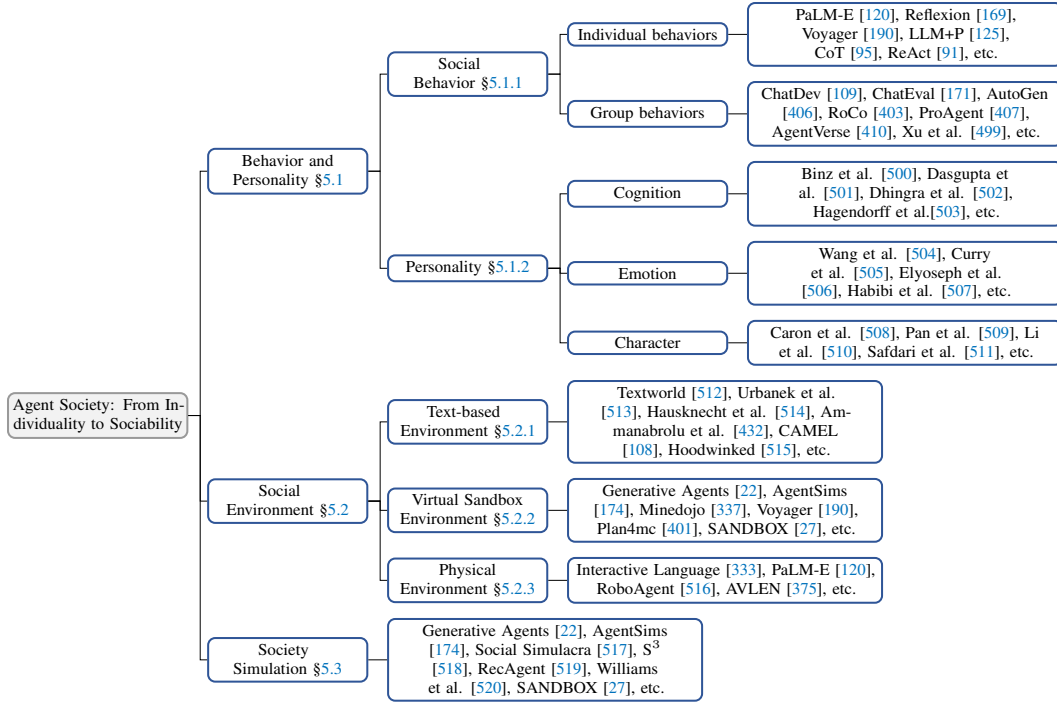 Agent Society: From In-
dividuality to Sociability
Behavior and
Personality §5.1
Social
Behavior §5.1.1
Individual behaviors
PaLM-E [120], Reflexion [169],
Voyager [190], LLM+P [125],
CoT [95], ReAct [91], etc.
Group behaviors
ChatDev [109], ChatEval [171], AutoGen
[406], RoCo [403], ProAgent [407],
AgentVerse [410], Xu et al. [499], etc.
Personality §5.1.2
Cognition
Binz et al. [500], Dasgupta et
al. [501], Dhingra et al. [502],
Hagendorff et al.[503], etc.
Emotion
Wang et al. [504], Curry
et al. [505], Elyoseph et al.
[506], Habibi et al. [507], etc.
Character
Caron et al. [508], Pan et al. [509], Li
et al. [510], Safdari et al. [511], etc.
Social
Environment §5.2
Text-based
Environment §5.2.1
Textworld [512], Urbanek et al.
[513], Hausknecht et al. [514], Am-
manabrolu et al. [432], CAMEL
[108], Hoodwinked [515], etc.
Virtual Sandbox
Environment §5.2.2
Generative Agents [22], AgentSims
[174], Minedojo [337], Voyager [190],
Plan4mc [401], SANDBOX [27], etc.
Physical
Environment §5.2.3
Interactive Language [333], PaLM-E [120],
RoboAgent [516], AVLEN [375], etc.
Society
Simulation §5.3
Generative Agents [22], AgentSims
[174], Social Simulacra [517], S³
[518], RecAgent [519], Williams
et al. [520], SANDBOX [27], etc.